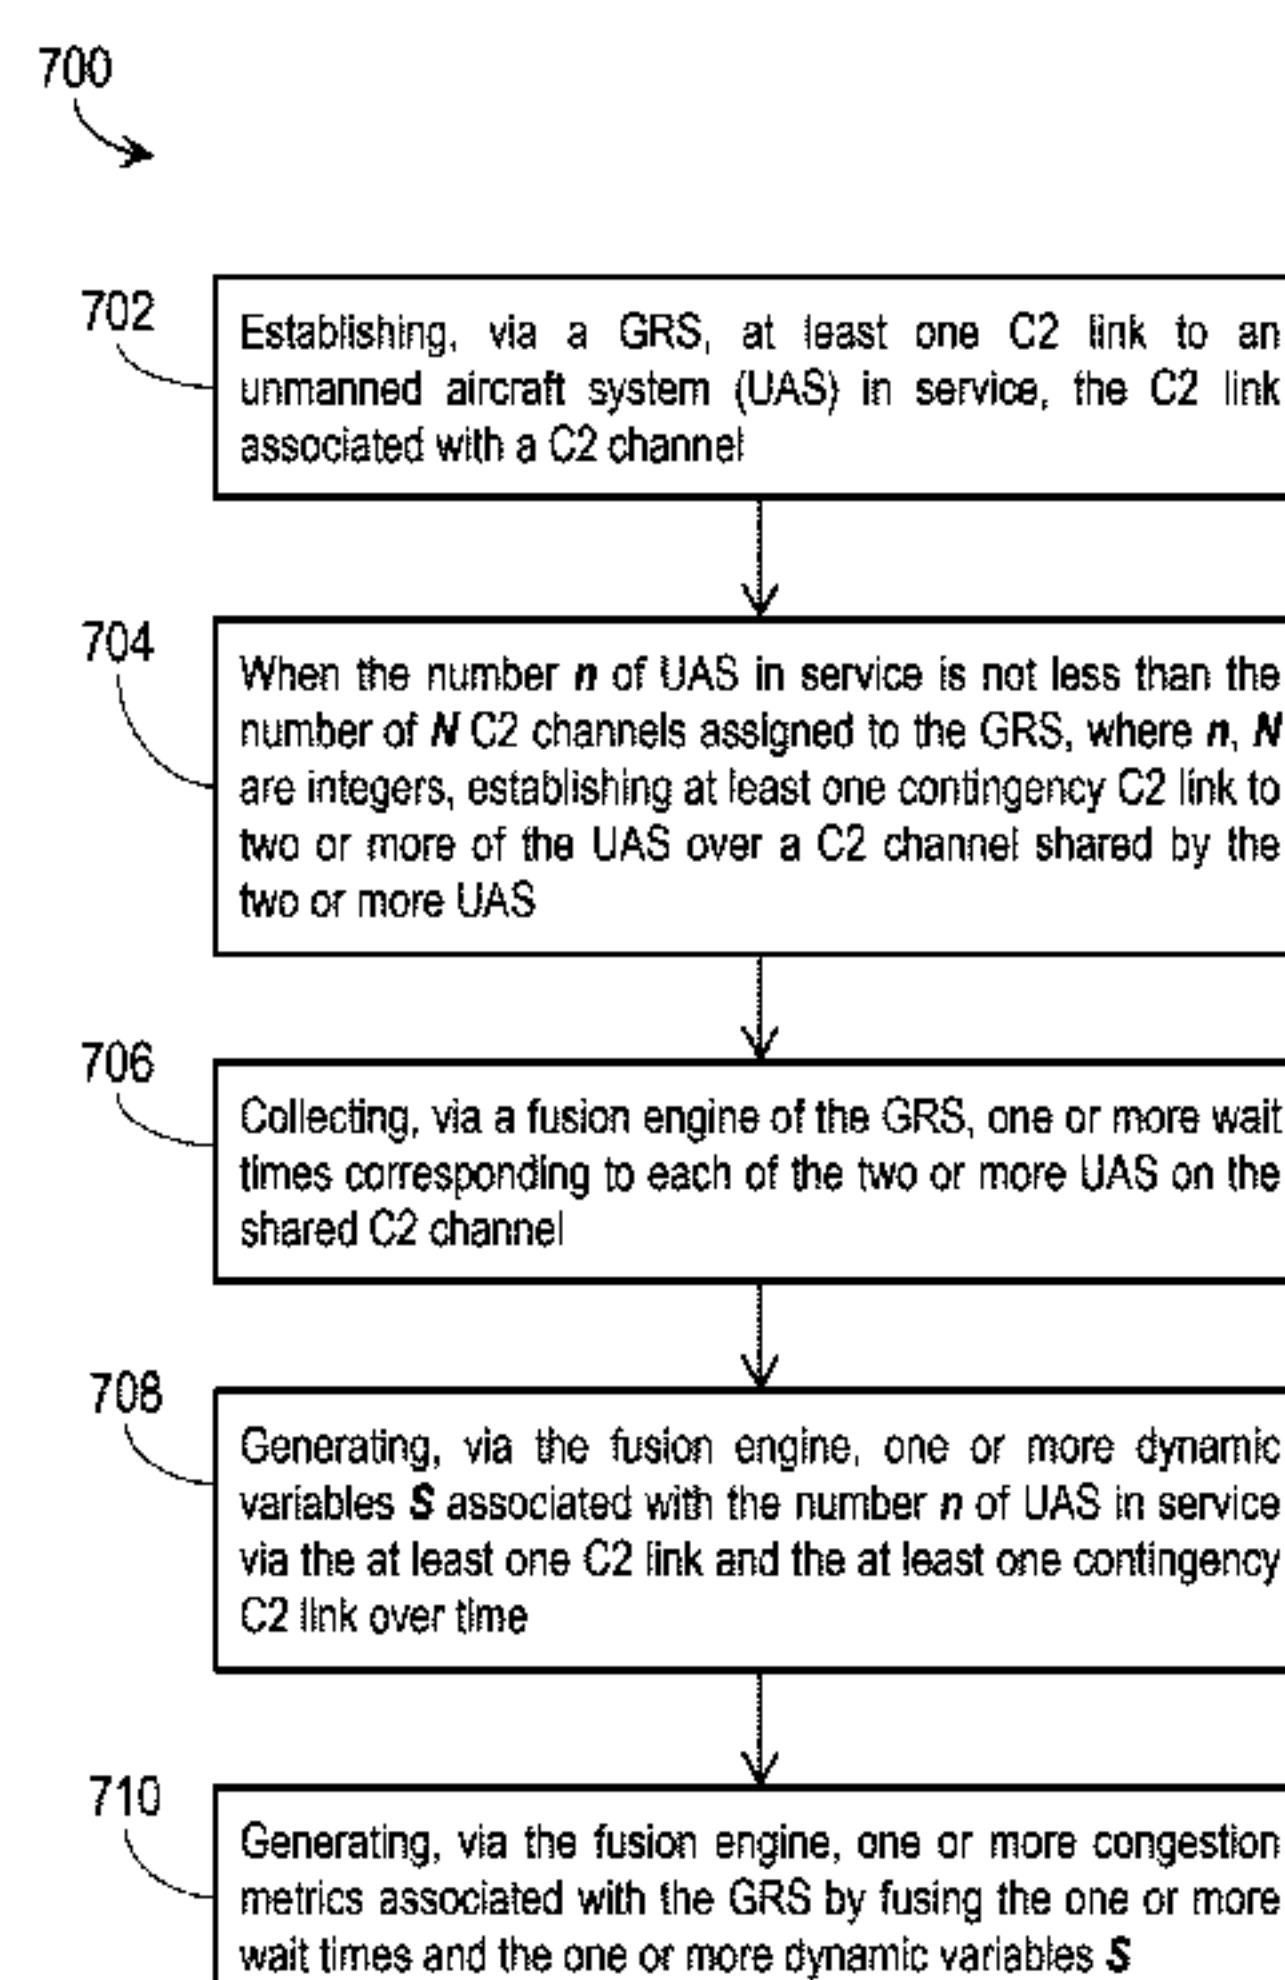 700
702
Establishing, via a GRS, at least one C2 link to an
unmanned aircraft system (UAS) in service, the C2 link
associated with a C2 channel
704
When the number n of UAS in service is not less than the
number of N C2 channels assigned to the GRS, where n, N
are integers, establishing at least one contingency C2 link to
two or more of the UAS over a C2 channel shared by the
two or more UAS
706
Collecting, via a fusion engine of the GRS, one or more wait
times corresponding to each of the two or more UAS on the
shared C2 channel
708
Generating, via the fusion engine, one or more dynamic
variables S associated with the number n of UAS in service
via the at least one C2 link and the at least one contingency
C2 link over time
710
Generating, via the fusion engine, one or more congestion
metrics associated with the GRS by fusing the one or more
wait times and the one or more dynamic variables S